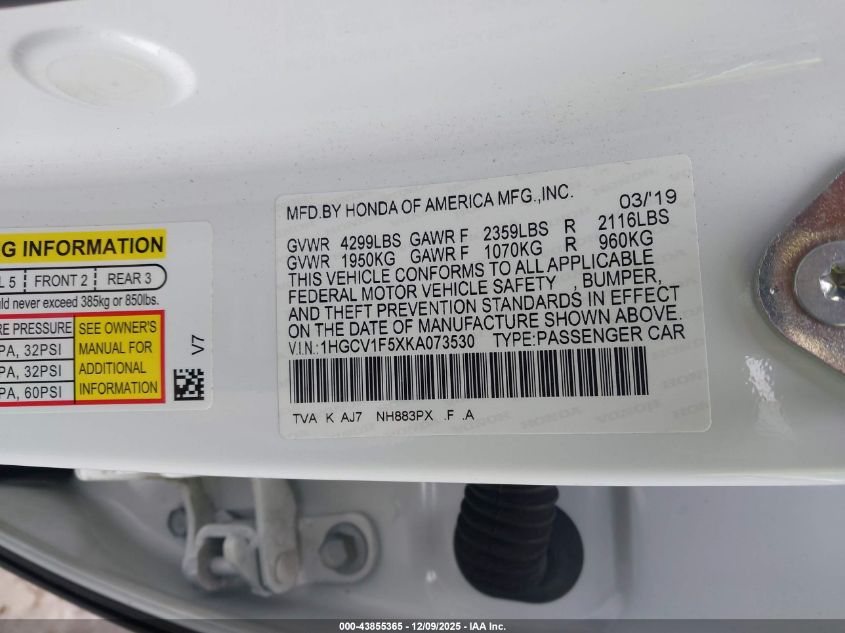 MFD.BY HONDA OF AMERICA MFG.,INC. 03/'19
GVWR 4299LBS GAWR F 2359LBS R 2116LBS
GVWR 1950KG GAWR F 1070KG R 960KG
THIS VEHICLE CONFORMS TO ALL APPLICABLE
FEDERAL MOTOR VEHICLE SAFETY , BUMPER,
AND THEFT PREVENTION STANDARDS IN EFFECT
ON THE DATE OF MANUFACTURE SHOWN ABOVE.
V.I.N.:1HGCV1F5XKA073530 TYPE:PASSENGER CAR
TVA K AJ7 NH883PX .F .A
G INFORMATION
L 5 FRONT 2 REAR 3
uld never exceed 385kg or 850lbs.
RE PRESSURE
PA, 32PSI
PA, 32PSI
PA, 60PSI
SEE OWNER'S
MANUAL FOR
ADDITIONAL
INFORMATION
V7
000-43855365 - 12/09/2025 - IAA Inc.